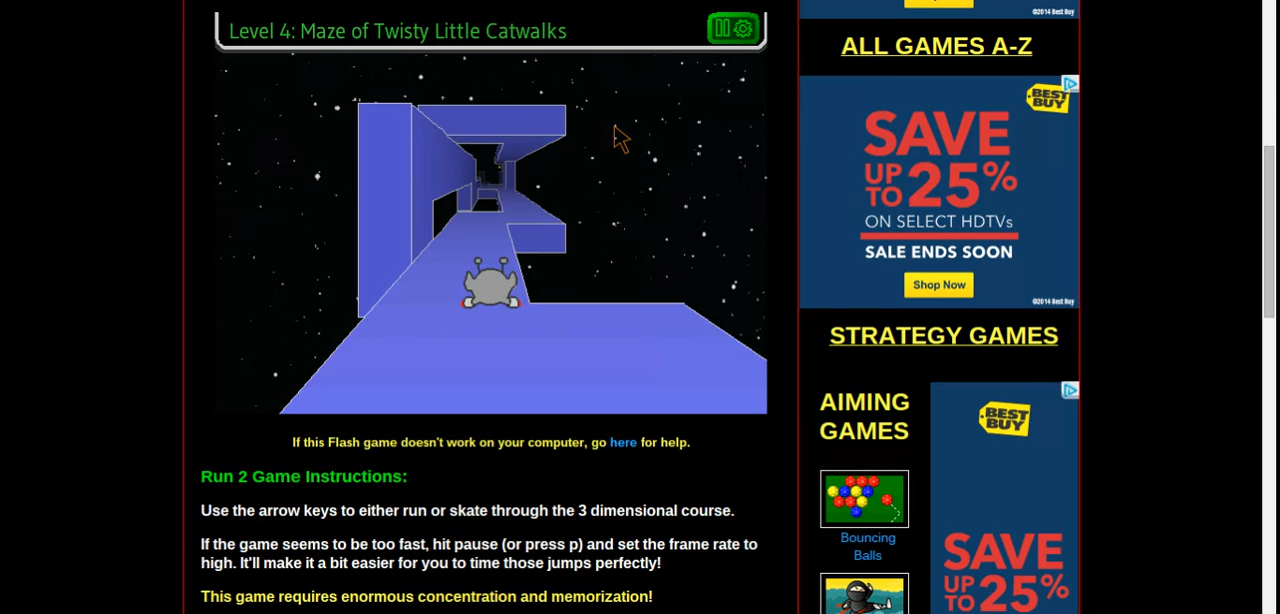 Level 4: Maze of Twisty Little Catwalks
If this Flash game doesn't work on your computer, go here for help.
Run 2 Game Instructions:
Use the arrow keys to either run or skate through the 3 dimensional course.
If the game seems to be too fast, hit pause (or press p) and set the frame rate to
high. It'll make it a bit easier for you to time those jumps perfectly!
This game requires enormous concentration and memorization!
©2014 Best Buy
ALL GAMES A-Z
BEST
BUY
SAVE
UP
TO
25%
ON SELECT HDTVs
SALE ENDS SOON
Shop Now
©2014 Best Buy
STRATEGY GAMES
AIMING
GAMES
Bouncing
Balls
BEST
BUY
SAVE
UP
TO
25%